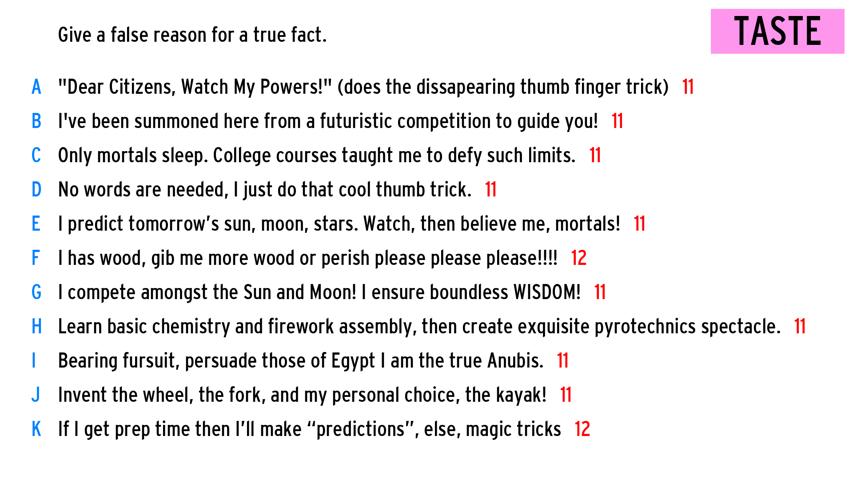 Give a false reason for a true fact.
TASTE
A "Dear Citizens, Watch My Powers!" (does the dissapearing thumb finger trick) 11
B I've been summoned here from a futuristic competition to guide you! 11
C Only mortals sleep. College courses taught me to defy such limits. 11
D No words are needed, I just do that cool thumb trick. 11
E I predict tomorrow's sun, moon, stars. Watch, then believe me, mortals! 11
F I has wood, gib me more wood or perish please please please!!!! 12
G I compete amongst the Sun and Moon! I ensure boundless WISDOM! 11
H Learn basic chemistry and firework assembly, then create exquisite pyrotechnics spectacle. 11
I Bearing fursuit, persuade those of Egypt I am the true Anubis. 11
J Invent the wheel, the fork, and my personal choice, the kayak! 11
K If I get prep time then I'll make “predictions”, else, magic tricks 12